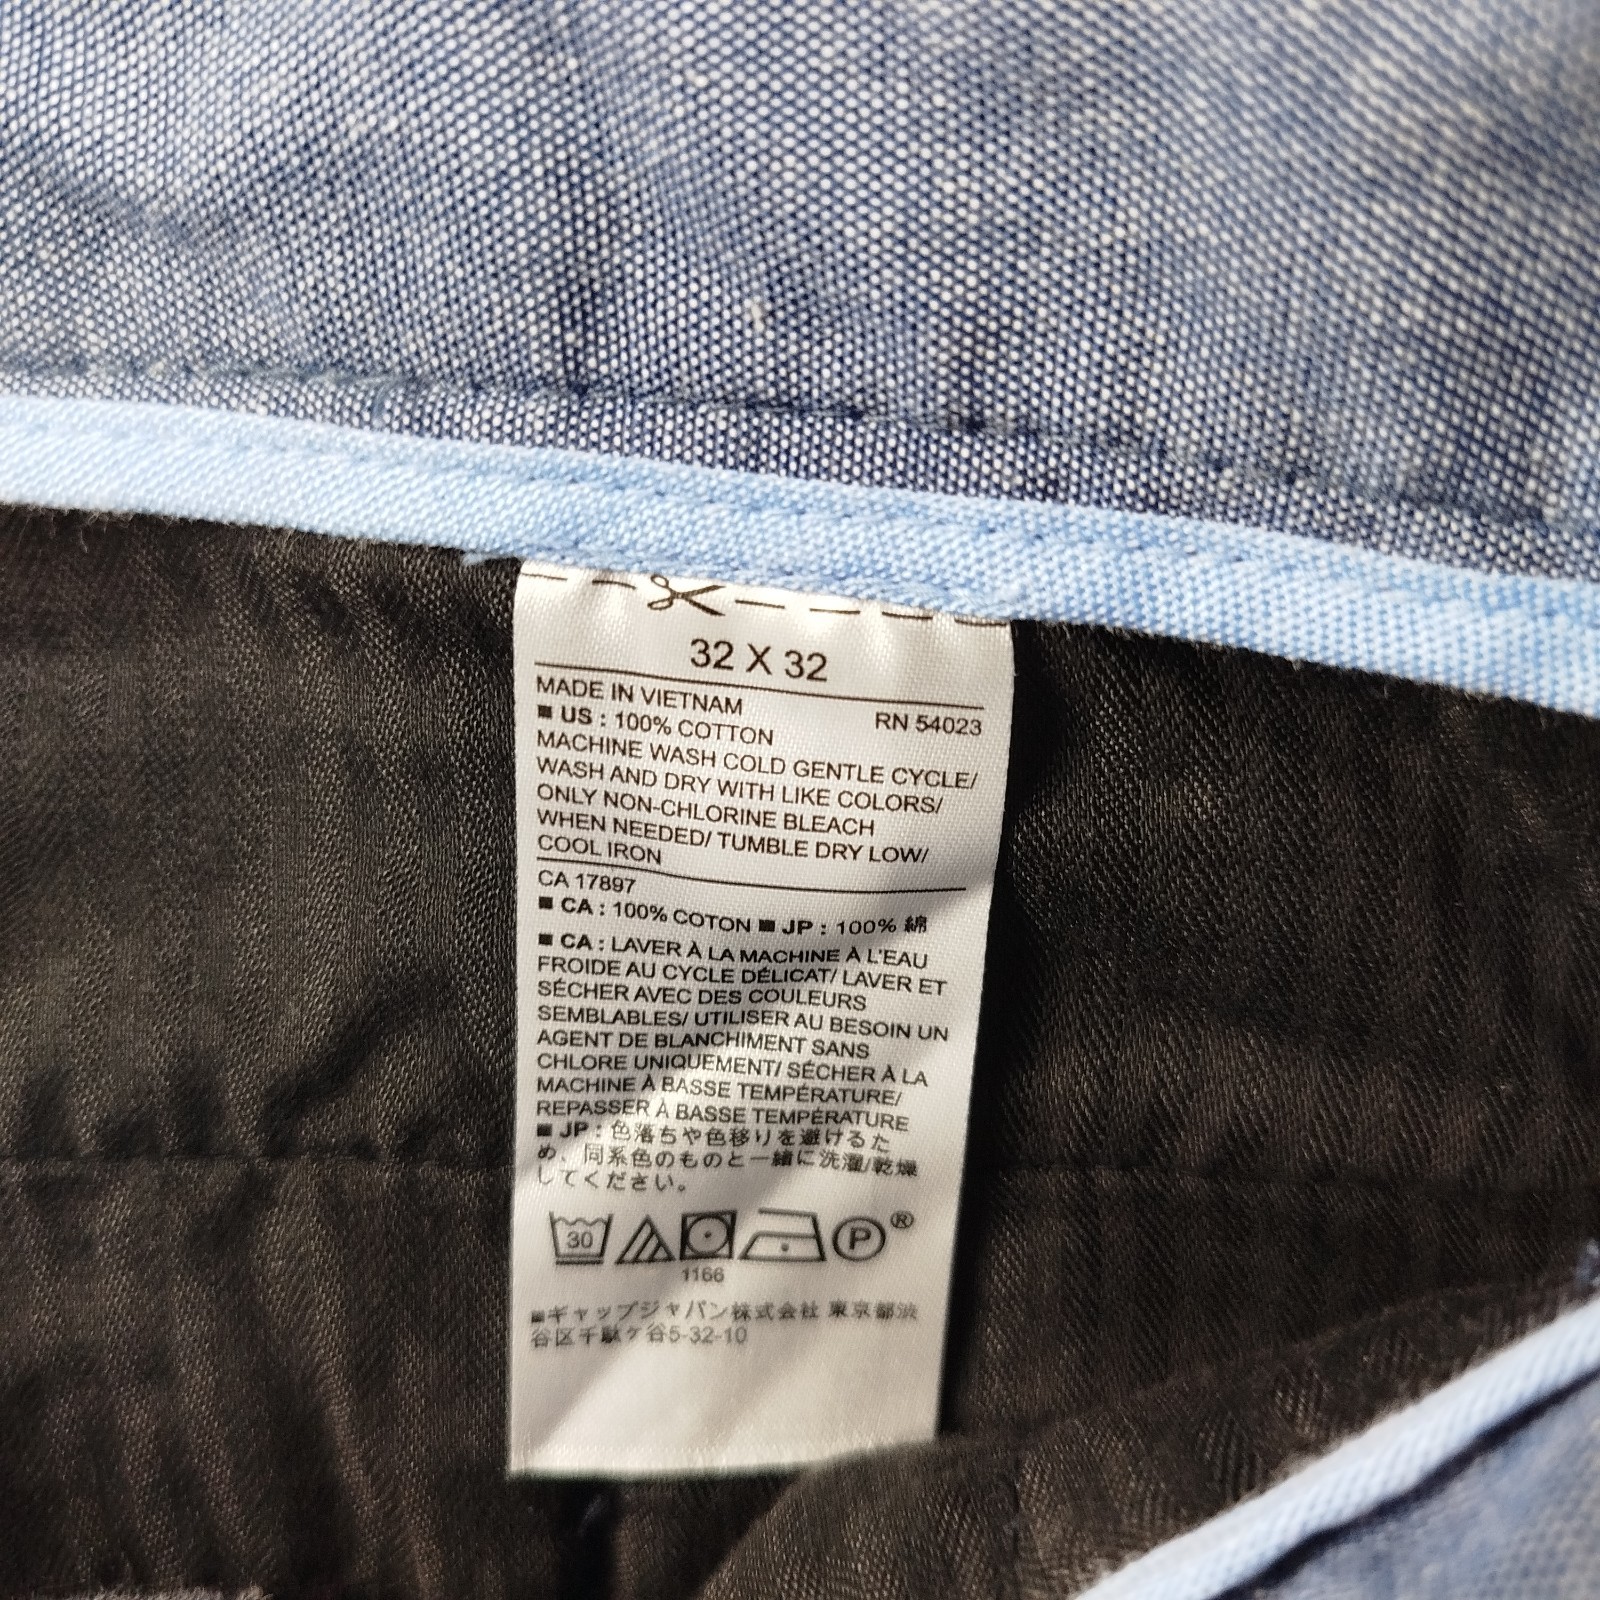 32 X 32
MADE IN VIETNAM RN 54023
■ US : 100% COTTON
MACHINE WASH COLD GENTLE CYCLE/
WASH AND DRY WITH LIKE COLORS/
ONLY NON-CHLORINE BLEACH
WHEN NEEDED/ TUMBLE DRY LOW/
COOL IRON
CA 17897
■ CA : 100% COTON ■ JP : 100% 綿
■ CA : LAVER À LA MACHINE À L'EAU
FROIDE AU CYCLE DÉLICAT/ LAVER ET
SÉCHER AVEC DES COULEURS
SEMBLABLES/ UTILISER AU BESOIN UN
AGENT DE BLANCHIMENT SANS
CHLORE UNIQUEMENT/ SÉCHER À LA
MACHINE À BASSE TEMPÉRATURE/
REPASSER À BASSE TEMPÉRATURE
■ JP : 色落ちや色移りを避けるた
め、同系色のものと一緒に洗濯/乾燥
してください。
30 P ®
1166
■ギャップジャパン株式会社 東京都渋
谷区千駄ケ谷5-32-10